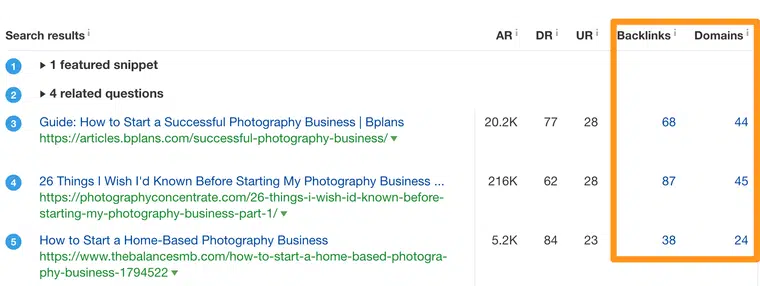 Search results i AR i DR i UR i Backlinks i Domains i
1 ▸ 1 featured snippet
2 ▸ 4 related questions
3 Guide: How to Start a Successful Photography Business | Bplans 20.2K 77 28 68 44
https://articles.bplans.com/successful-photography-business/ ▾
4 26 Things I Wish I'd Known Before Starting My Photography Business ... 216K 62 28 87 45
https://photographyconcentrate.com/26-things-i-wish-id-known-before-
starting-my-photography-business-part-1/ ▾
5 How to Start a Home-Based Photography Business 5.2K 84 23 38 24
https://www.thebalancesmb.com/how-to-start-a-home-based-photogra-
phy-business-1794522 ▾